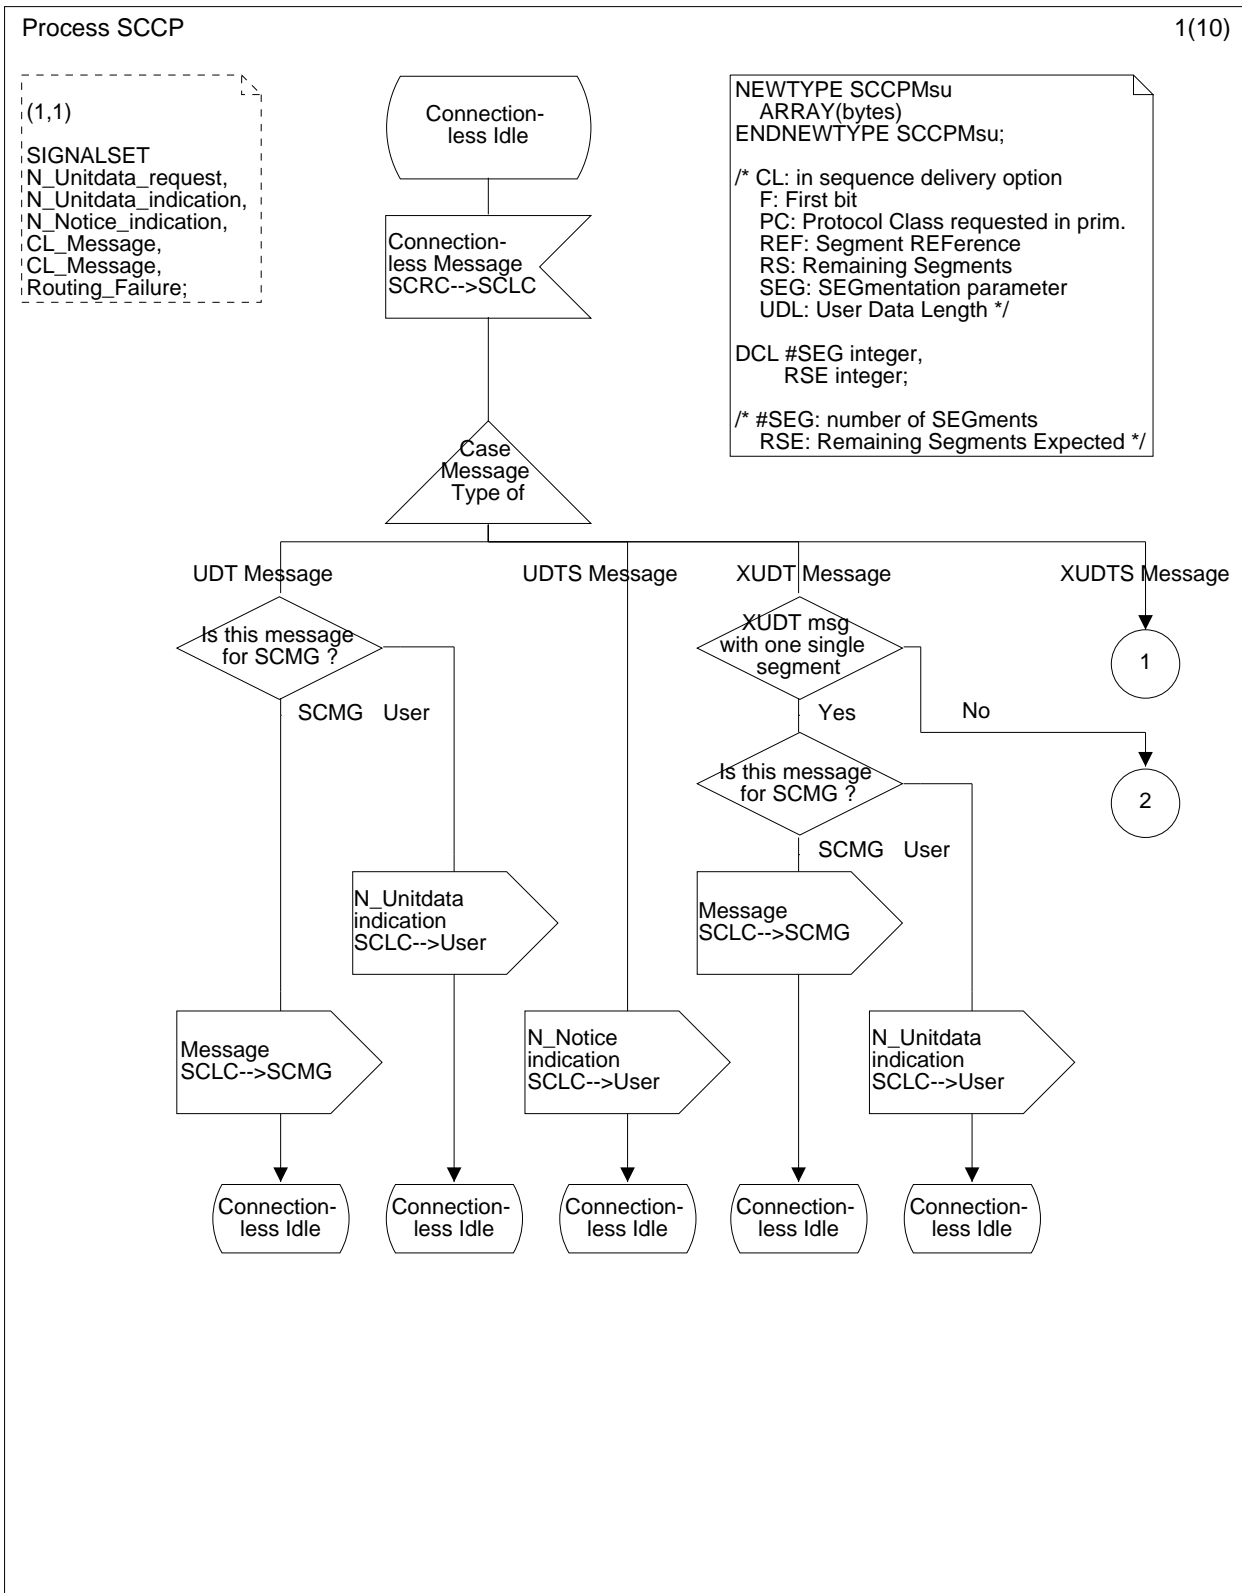 Process SCCP
1(10)
(1,1)
SIGNALSET
N_Unitdata_request,
N_Unitdata_indication,
N_Notice_indication,
CL_Message,
CL_Message,
Routing_Failure;
Connection-
less Idle
Connection-
less Message
SCRC-->SCLC
NEWTYPE SCCPMsu
ARRAY(bytes)
ENDNEWTYPE SCCPMsu;
/* CL: in sequence delivery option
F: First bit
PC: Protocol Class requested in prim.
REF: Segment REFerence
RS: Remaining Segments
SEG: SEGmentation parameter
UDL: User Data Length */
DCL #SEG integer,
RSE integer;
/* #SEG: number of SEGments
RSE: Remaining Segments Expected */
Case
Message
Type of
UDT Message
UDTS Message
XUDT Message
XUDTS Message
Is this message
for SCMG ?
XUDT msg
with one single
segment
1
SCMG User
Yes
No
Is this message
for SCMG ?
2
SCMG User
N_Unitdata
indication
SCLC-->User
Message
SCLC-->SCMG
Message
SCLC-->SCMG
N_Notice
indication
SCLC-->User
N_Unitdata
indication
SCLC-->User
Connection-
less Idle
Connection-
less Idle
Connection-
less Idle
Connection-
less Idle
Connection-
less Idle